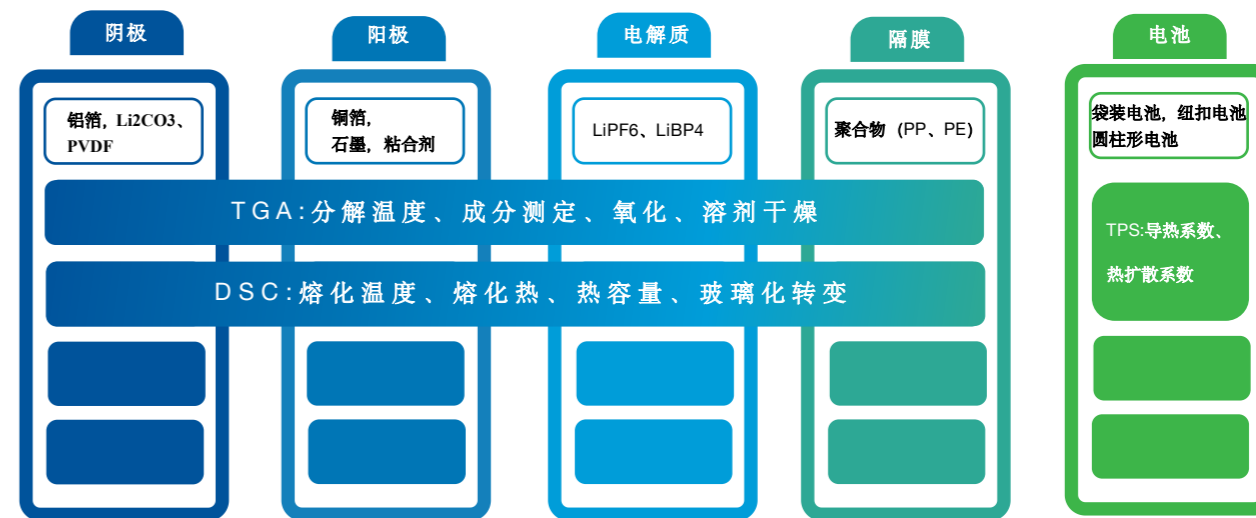 阴极
阳极
电解质
隔膜
电池
铝箔, Li2CO3、
PVDF
铜箔,
石墨, 粘合剂
LiPF6、LiBP4
聚合物 (PP、PE)
袋装电池, 纽扣电池
圆柱形电池
TGA:分解温度、成分测定、氧化、溶剂干燥
DSC:熔化温度、熔化热、热容量、玻璃化转变
TPS:导热系数、
热扩散系数